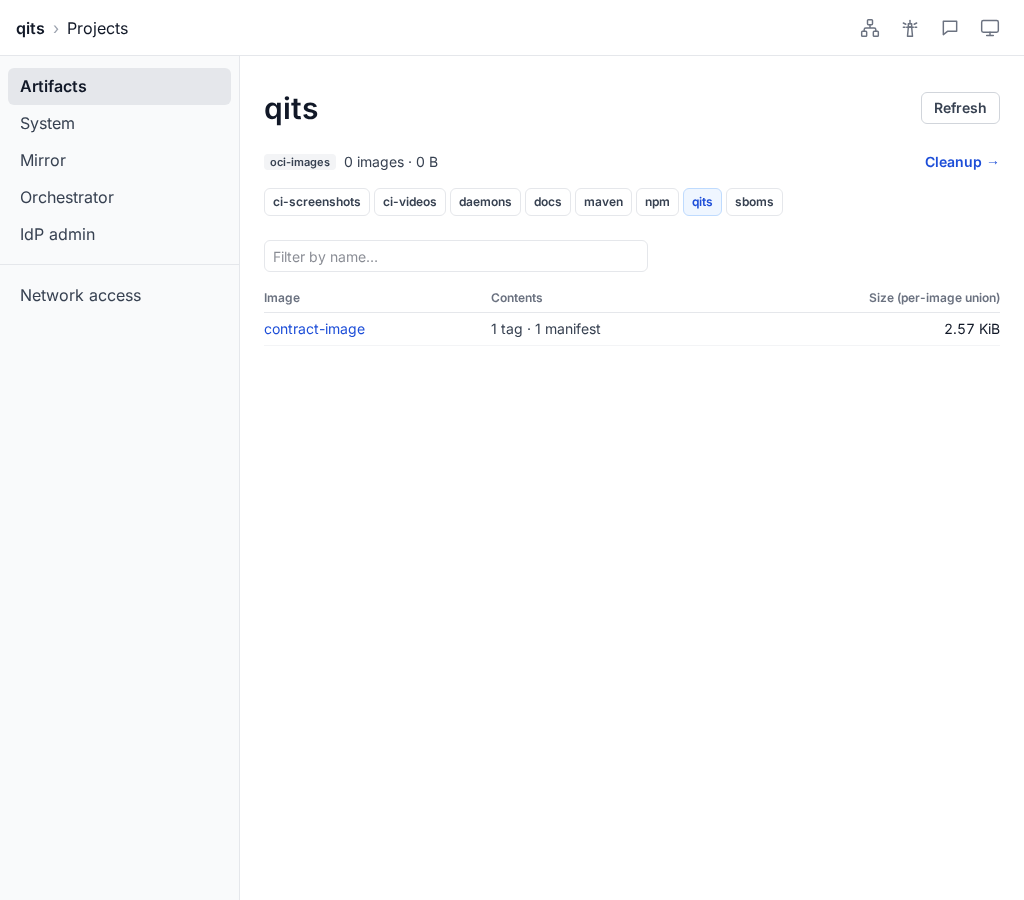 qits › Projects
Artifacts
System
Mirror
Orchestrator
IdP admin
Network access
qits
Refresh
oci-images 0 images · 0 B
Cleanup →
ci-screenshots ci-videos daemons docs maven npm qits sboms
Filter by name...
Image Contents Size (per-image union)
contract-image 1 tag · 1 manifest 2.57 KiB